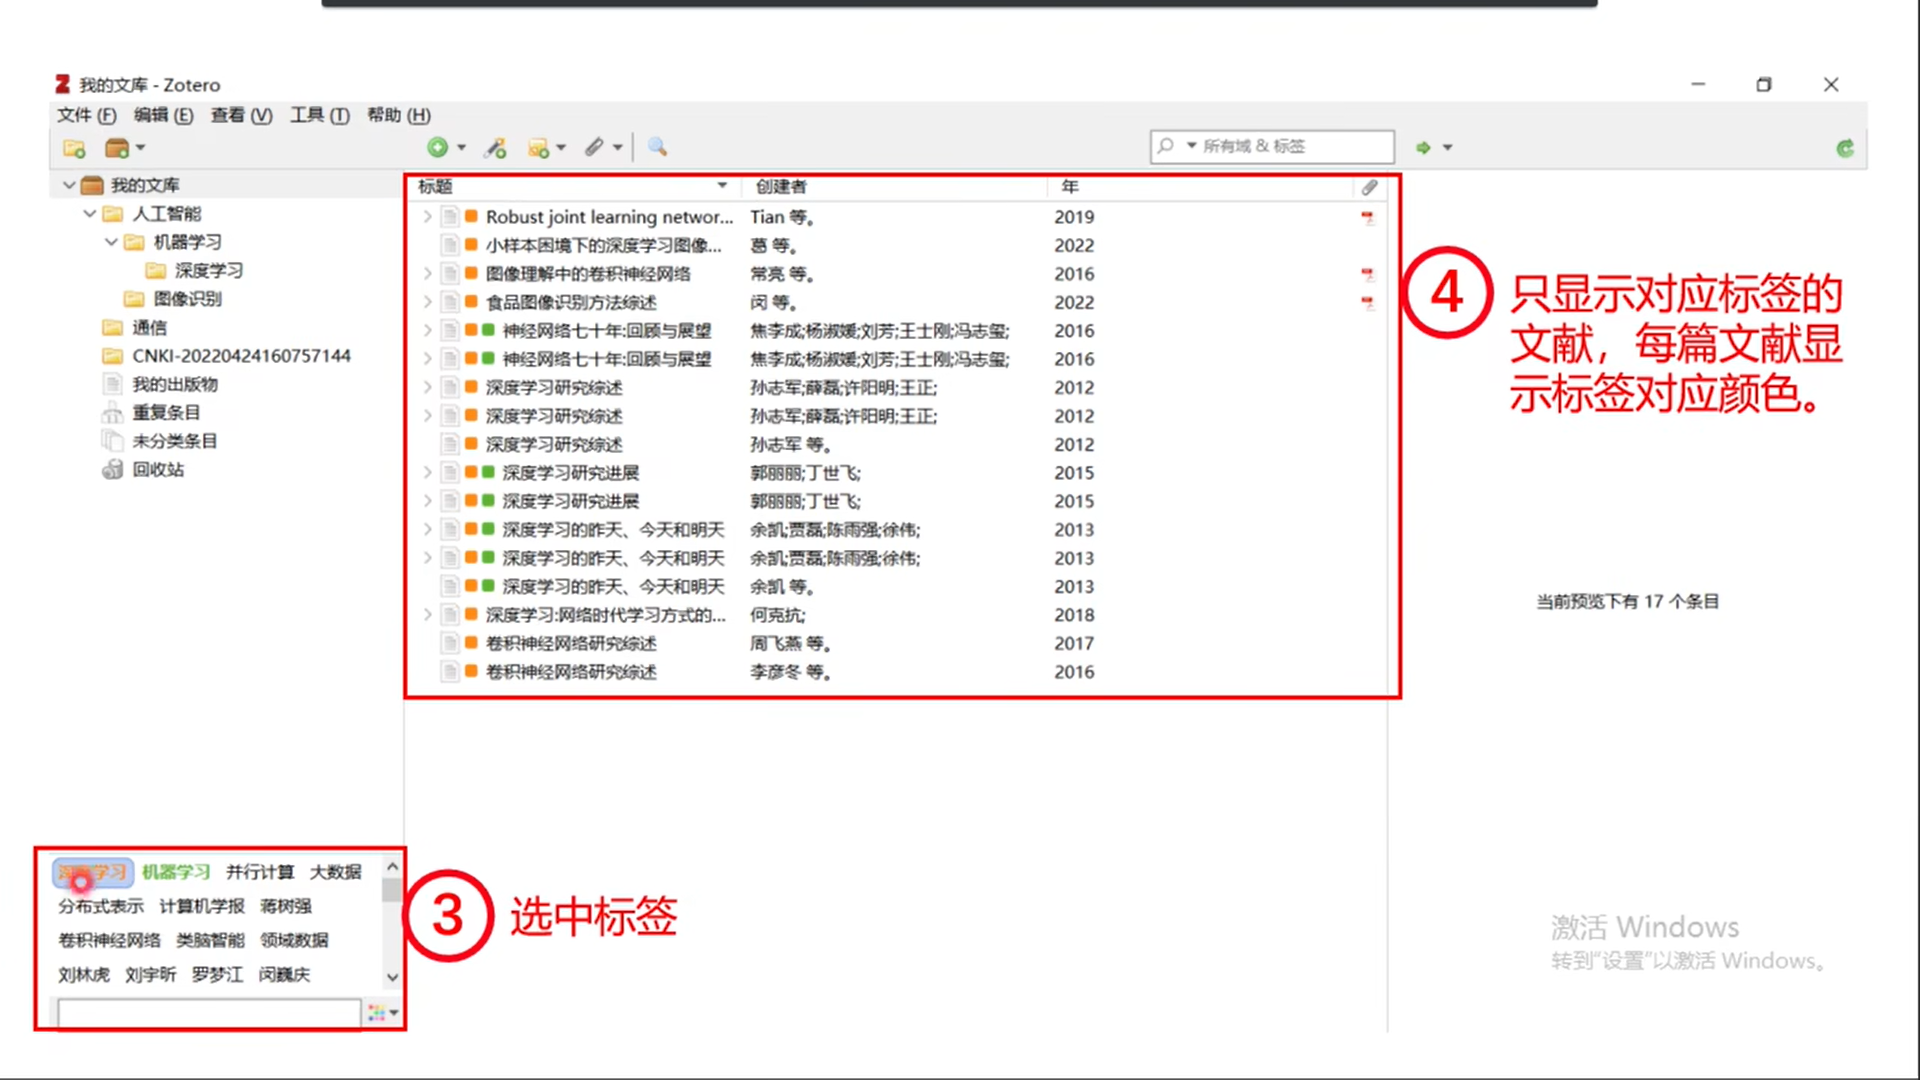 我的文库 - Zotero
文件 (F) 编辑 (E) 查看 (V) 工具 (T) 帮助 (H)
所有域 & 标签
我的文库
人工智能
机器学习
深度学习
图像识别
通信
CNKI-20220424160757144
我的出版物
重复条目
未分类条目
回收站
标题 创建者 年
Robust joint learning networ... Tian 等。 2019
小样本困境下的深度学习图像... 葛 等。 2022
图像理解中的卷积神经网络 常亮 等。 2016
食品图像识别方法综述 闵 等。 2022
神经网络七十年:回顾与展望 焦李成;杨淑媛;刘芳;王士刚;冯志玺; 2016
神经网络七十年:回顾与展望 焦李成;杨淑媛;刘芳;王士刚;冯志玺; 2016
深度学习研究综述 孙志军;薛磊;许阳明;王正; 2012
深度学习研究综述 孙志军;薛磊;许阳明;王正; 2012
深度学习研究综述 孙志军 等。 2012
深度学习研究进展 郭丽丽;丁世飞; 2015
深度学习研究进展 郭丽丽;丁世飞; 2015
深度学习的昨天、今天和明天 余凯;贾磊;陈雨强;徐伟; 2013
深度学习的昨天、今天和明天 余凯;贾磊;陈雨强;徐伟; 2013
深度学习的昨天、今天和明天 余凯 等。 2013
深度学习:网络时代学习方式的... 何克抗; 2018
卷积神经网络研究综述 周飞燕 等。 2017
卷积神经网络研究综述 李彦冬 等。 2016
④
只显示对应标签的
文献，每篇文献显
示标签对应颜色。
当前预览下有 17 个条目
深度学习 机器学习 并行计算 大数据
分布式表示 计算机学报 蒋树强
卷积神经网络 类脑智能 领域数据
刘林虎 刘宇昕 罗梦江 闵巍庆
③ 选中标签
激活 Windows
转到“设置”以激活 Windows。